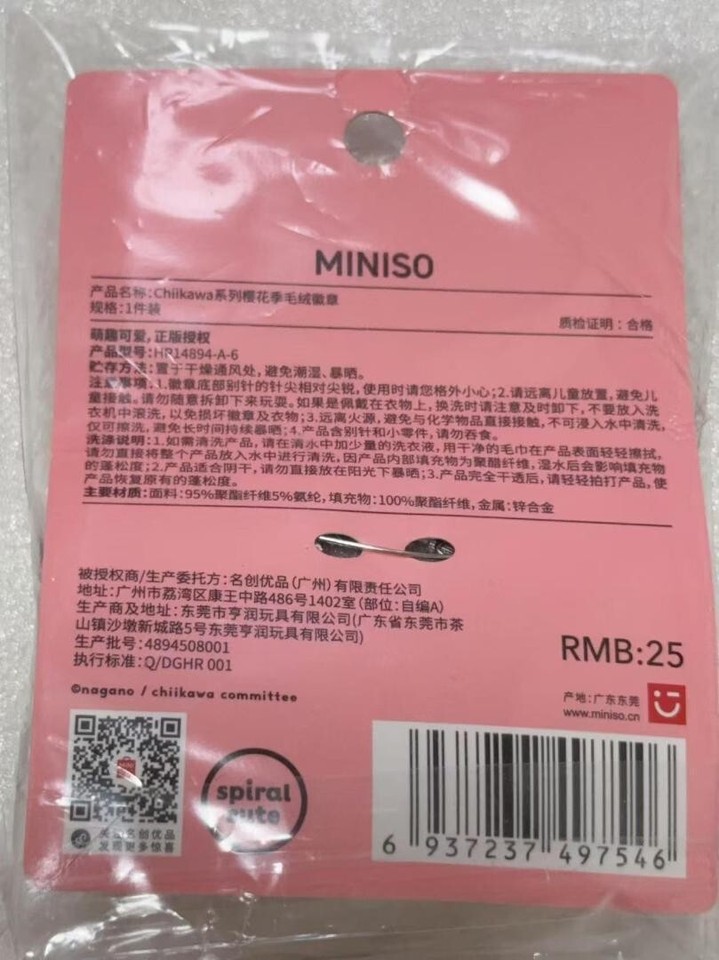 MINISO
产品名称:Chiikawa系列樱花季毛绒徽章
规格:1件装
质检证明:合格
萌趣可爱,正版授权
产品型号:HR14894-A-6
贮存方法:置于干燥通风处,避免潮湿、暴晒。
注意事项:1.徽章底部别针的针尖相对尖锐,使用时请您格外小心;2.请远离儿童放置,避免儿
童接触。请勿随意拆卸下来玩耍。如果是佩戴在衣物上,换洗时请注意及时卸下,不要放入洗
衣机中滚洗,以免损坏徽章及衣物;3.远离火源,避免与化学物品直接接触,不可浸入水中清洗,
仅可擦洗,避免长时间持续暴晒;4.产品含别针和小零件,请勿吞食。
洗涤说明:1.如需清洗产品,请在清水中加少量的洗衣液,用干净的毛巾在产品表面轻轻擦拭,
请勿直接将整个产品放入水中进行清洗,因产品内部填充物为聚酯纤维,湿水后会影响填充物
的蓬松度;2.产品适合阴干,请勿直接放在阳光下暴晒;3.产品完全干透后,请轻轻拍打产品,使
产品恢复原有的蓬松度。
主要材质:面料:95%聚酯纤维5%氨纶,填充物:100%聚酯纤维,金属:锌合金
被授权商/生产委托方:名创优品(广州)有限责任公司
地址:广州市荔湾区康王中路486号1402室(部位:自编A)
生产商及地址:东莞市亨润玩具有限公司(广东省东莞市茶
山镇沙墩新城路5号东莞亨润玩具有限公司)
生产批号:4894508001
执行标准:Q/DGHR 001
RMB:25
©nagano / chiikawa committee
产地:广东东莞
www.miniso.cn
关注名创优品
发现更多惊喜
spiral
cute
6 937237 497546